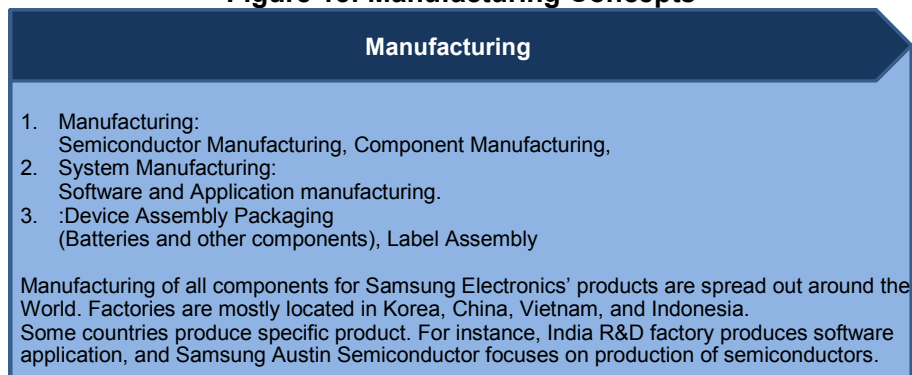 Manufacturing
1. Manufacturing:
Semiconductor Manufacturing, Component Manufacturing,
2. System Manufacturing:
Software and Application manufacturing.
3. :Device Assembly Packaging
(Batteries and other components), Label Assembly
Manufacturing of all components for Samsung Electronics’ products are spread out around the
World. Factories are mostly located in Korea, China, Vietnam, and Indonesia.
Some countries produce specific product. For instance, India R&D factory produces software
application, and Samsung Austin Semiconductor focuses on production of semiconductors.